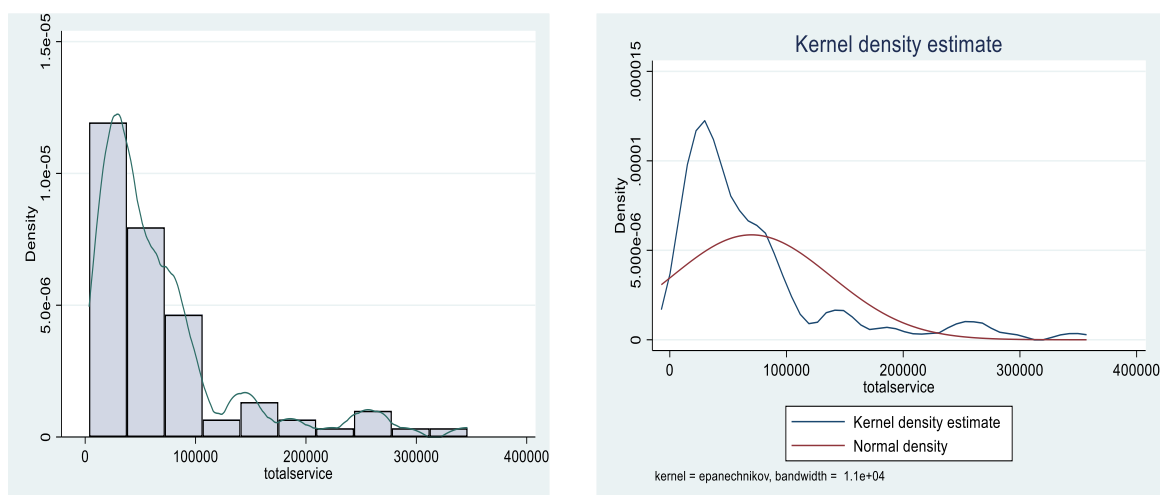 1.5e-05
1.0e-05
5.0e-06
0
Density
0 100000 200000 300000 400000
totalservice
Kernel density estimate
.000015
.00001
5.000e-06
0
Density
0 100000 200000 300000 400000
totalservice
Kernel density estimate
Normal density
kernel = epanechnikov, bandwidth = 1.1e+04